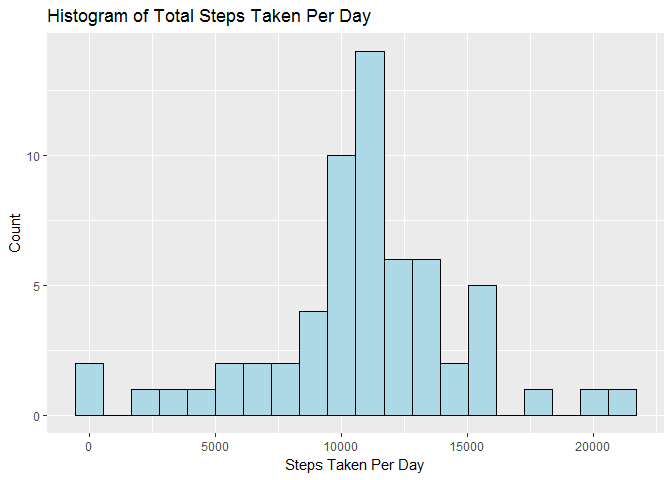 Histogram of Total Steps Taken Per Day
10
5
0
Count
0 5000 10000 15000 20000
Steps Taken Per Day